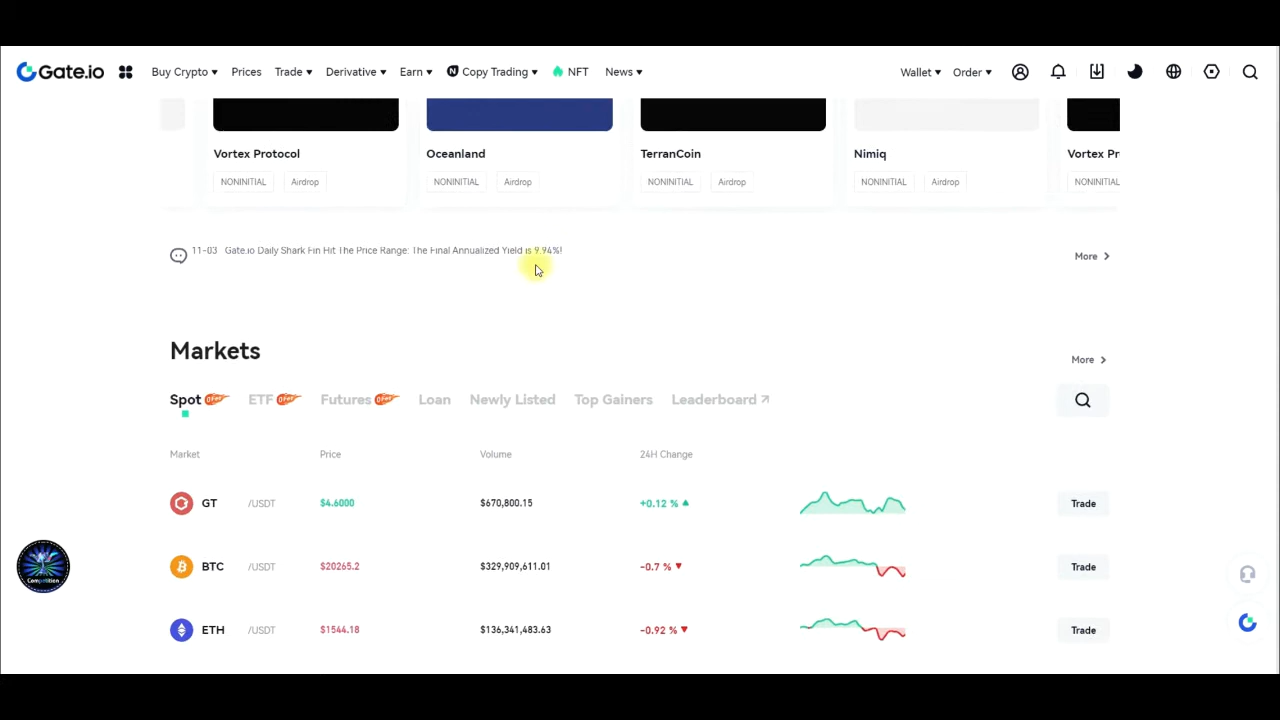 Gate.io Buy Crypto Prices Trade Derivative Earn Copy Trading NFT News Wallet Order
Vortex Protocol Oceanland TerranCoin Nimiq Vortex Pr
NONINITIAL Airdrop NONINITIAL Airdrop NONINITIAL Airdrop NONINITIAL Airdrop NONINITIAL
11-03 Gate.io Daily Shark Fin Hit The Price Range: The Final Annualized Yield is 9.94%! More
Markets
More
Spot ETF Futures Loan Newly Listed Top Gainers Leaderboard
Market Price Volume 24H Change
GT /USDT $4.6000 $670,800.15 +0.12 % Trade
BTC /USDT $20265.2 $329,909,611.01 -0.7 % Trade
Competition
ETH /USDT $1544.18 $136,341,483.63 -0.92 % Trade